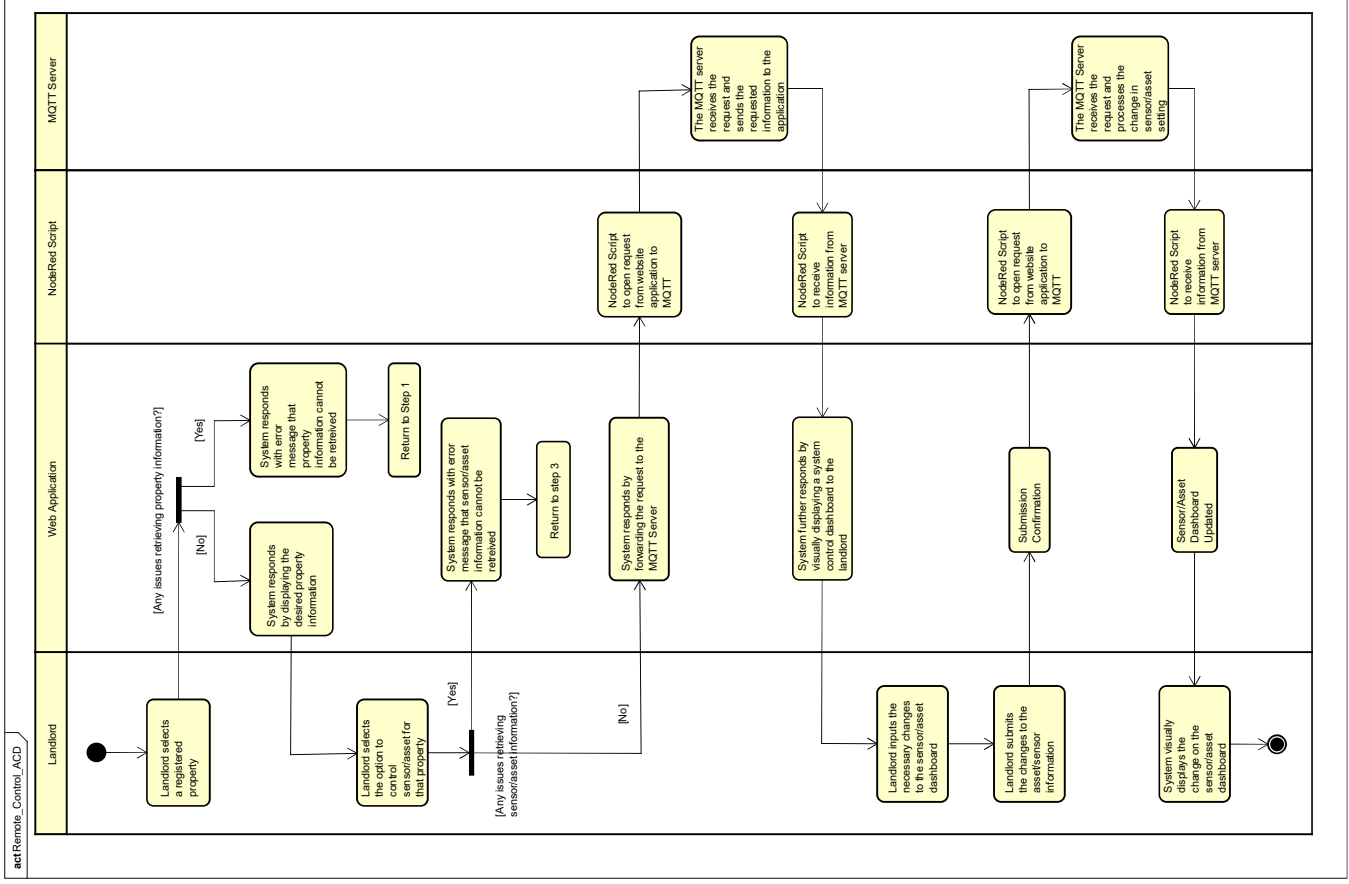 act Remote_Control_ACD
Landlord
Web Application
NodeRed Script
MQTT Server
Landlord selects
a registered
property
[Any issues retrieving property information?]
[No]
[Yes]
System responds
by displaying the
desired property
information
System responds
with error
message that
property
information cannot
be retreived
Return to Step 1
Landlord selects
the option to
control
sensor/asset for
that property
[Any issues retrieving
sensor/asset information?]
[Yes]
[No]
System responds with error
message that sensor/asset
information cannot be
retreived
Return to step 3
System responds by
forwarding the request to the
MQTT Server
NodeRed Script
to open request
from website
application to
MQTT
The MQTT server
receives the
request and
sends the
requested
information to the
application
NodeRed Script
to receive
information from
MQTT server
System further responds by
visually displaying a system
control dashboard to the
landlord
Landlord inputs the
necessary changes
to the sensor/asset
dashboard
Landlord submits
the changes to the
asset/sensor
information
Submission
Confirmation
NodeRed Script
to open request
from website
application to
MQTT
The MQTT Server
receives the
request and
processes the
change in
sensor/asset
setting
NodeRed Script
to receive
information from
MQTT server
Sensor/Asset
Dashboard
Updated
System visually
displays the
change on the
sensor/asset
dashboard